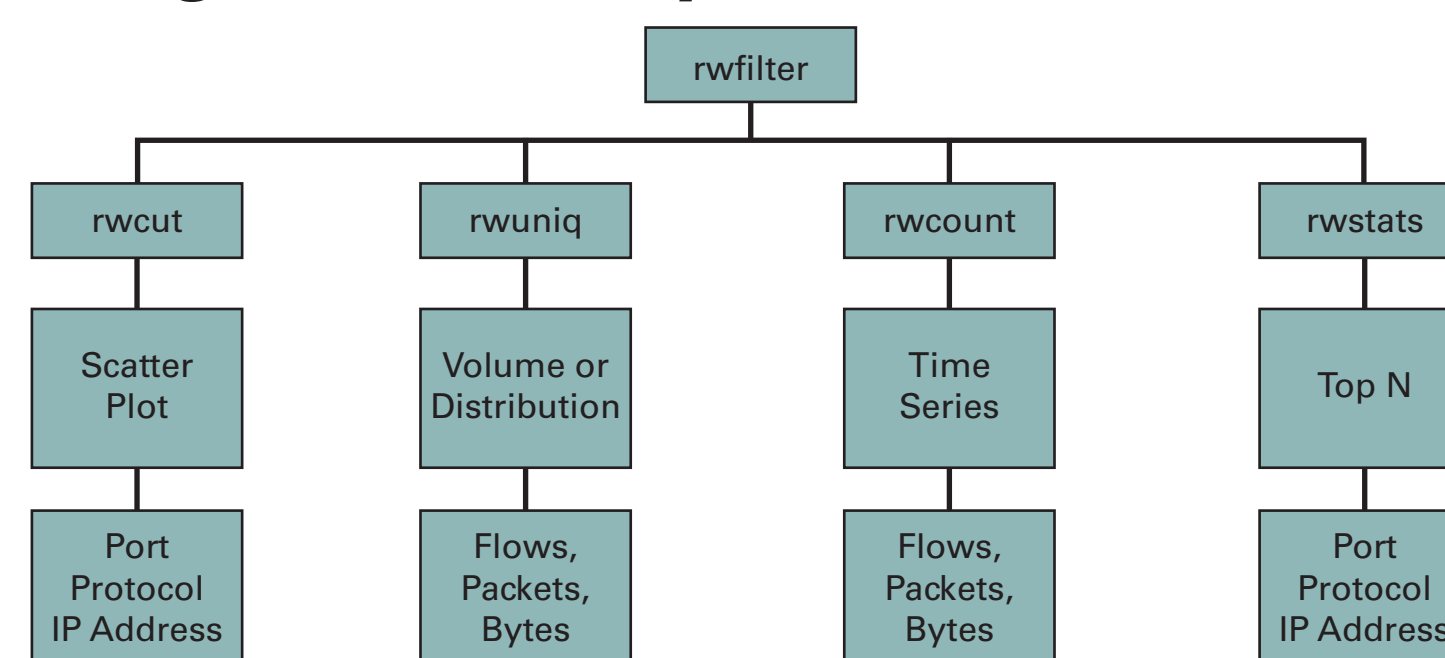 rwfilter
rwcut
rwuniq
rwcount
rwstats
Scatter
Plot
Volume or
Distribution
Time
Series
Top N
Port
Protocol
IP Address
Flows,
Packets,
Bytes
Flows,
Packets,
Bytes
Port
Protocol
IP Address